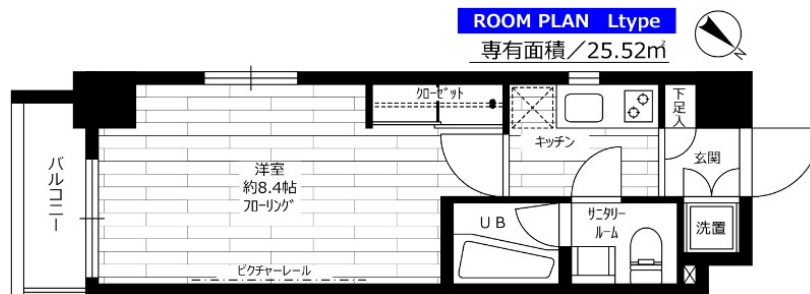 ROOM PLAN Ltype
専有面積／25.52㎡
N
クローゼット
下足入
キッチン
玄関
バルコニー
洋室
約8.4帖
フローリング
UB
サニタリー
ルーム
洗置
ピクチャーレール